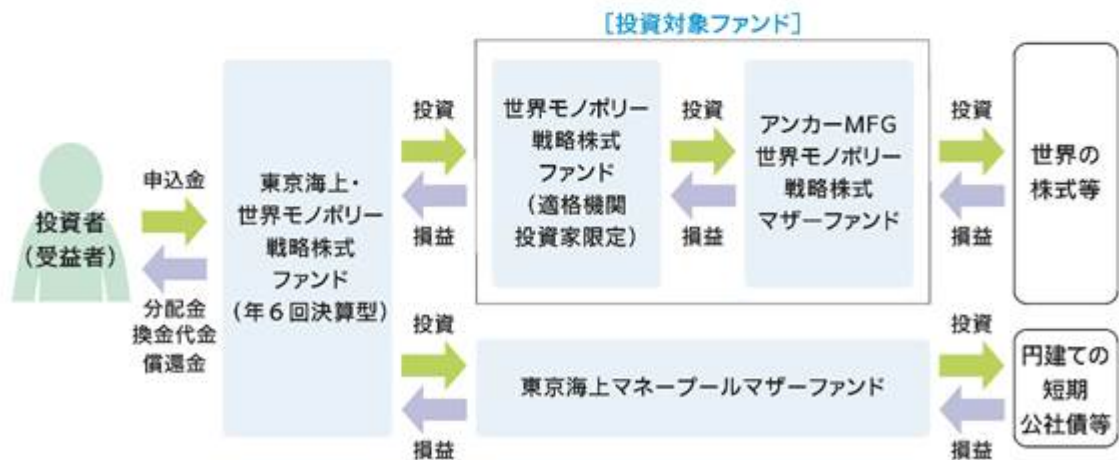 [投資対象ファンド]
投資者
(受益者)
申込金
分配金
換金代金
償還金
東京海上・
世界モノポリー
戦略株式
ファンド
(年6回決算型)
投資
損益
世界モノポリー
戦略株式
ファンド
(適格機関
投資家限定)
投資
損益
アンカーMFG
世界モノポリー
戦略株式
マザーファンド
投資
損益
世界の
株式等
投資
損益
東京海上マネープールマザーファンド
投資
損益
円建ての
短期
公社債等